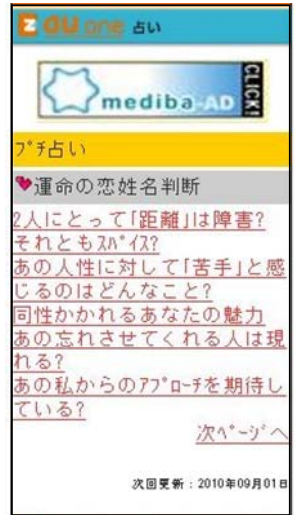 EZ au one 占い
mediba-AD
CLICK!
ﾌﾟﾁ占い
運命の恋姓名判断
2人にとって｢距離｣は障害?
それともｽﾊﾟｲｽ?
あの人性に対して｢苦手｣と感
じるのはどんなこと?
同性かかれるあなたの魅力
あの忘れさせてくれる人は現
れる?
あの私からのｱﾌﾟﾛｰﾁを期待し
ている?
次ﾍﾟｰｼﾞへ
次回更新：2010年09月01日